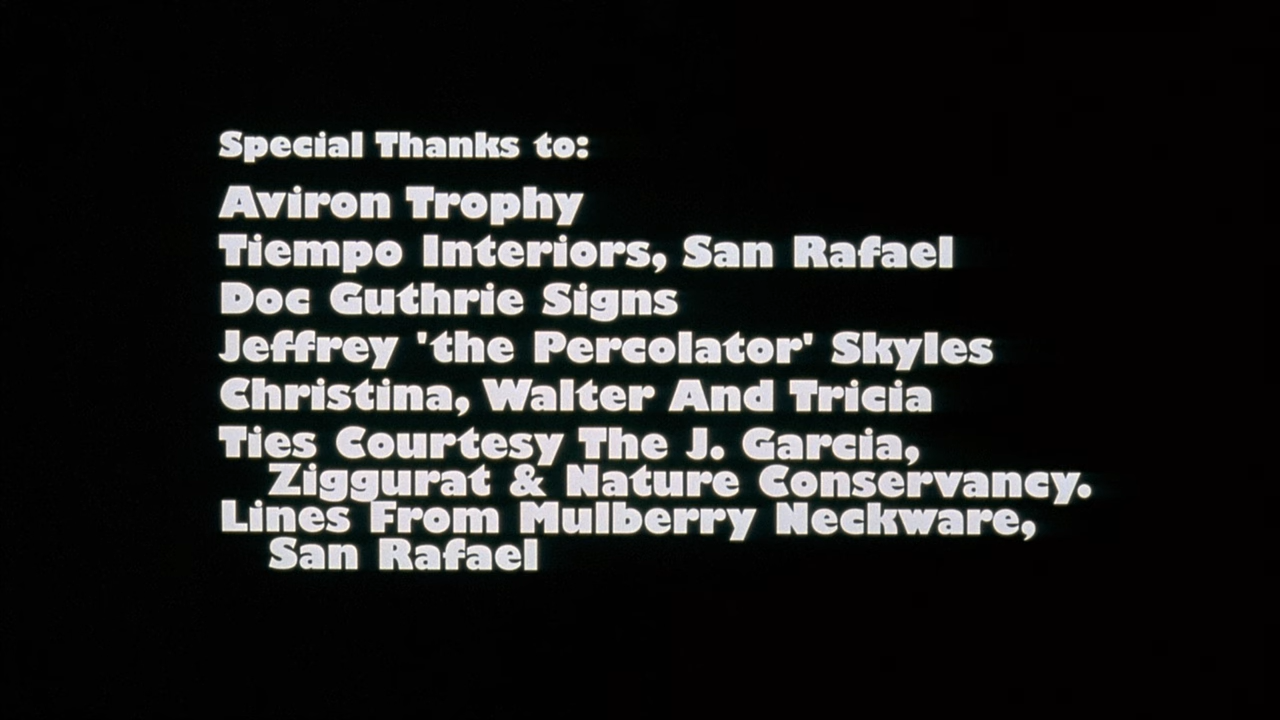 Special Thanks to:
Aviron Trophy
Tiempo Interiors, San Rafael
Doc Guthrie Signs
Jeffrey 'the Percolator' Skyles
Christina, Walter And Tricia
Ties Courtesy The J. Garcia,
Ziggurat & Nature Conservancy.
Lines From Mulberry Neckware,
San Rafael